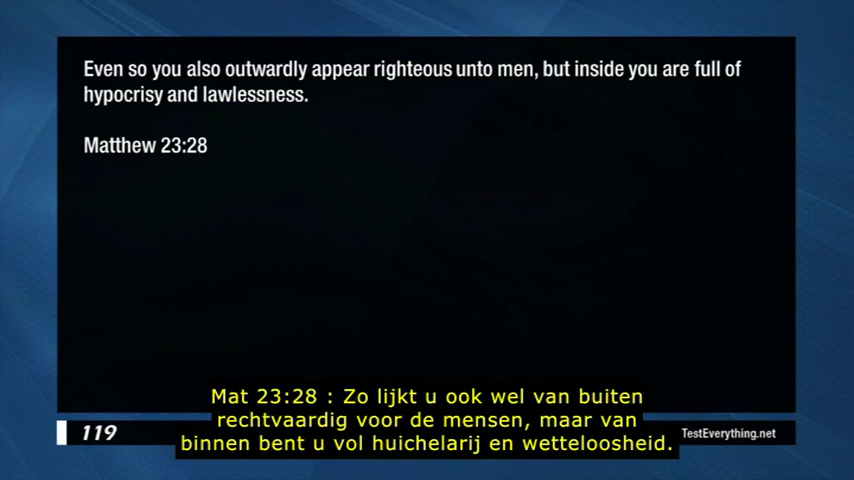 Even so you also outwardly appear righteous unto men, but inside you are full of
hypocrisy and lawlessness.
Matthew 23:28
Mat 23:28 : Zo lijkt u ook wel van buiten
rechtvaardig voor de mensen, maar van
binnen bent u vol huichelarij en wetteloosheid.
119
TestEverything.net